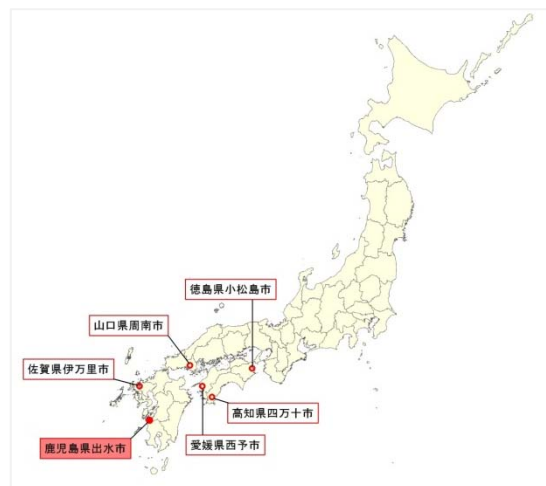 徳島県小松島市
山口県周南市
佐賀県伊万里市
高知県四万十市
愛媛県西予市
鹿児島県出水市